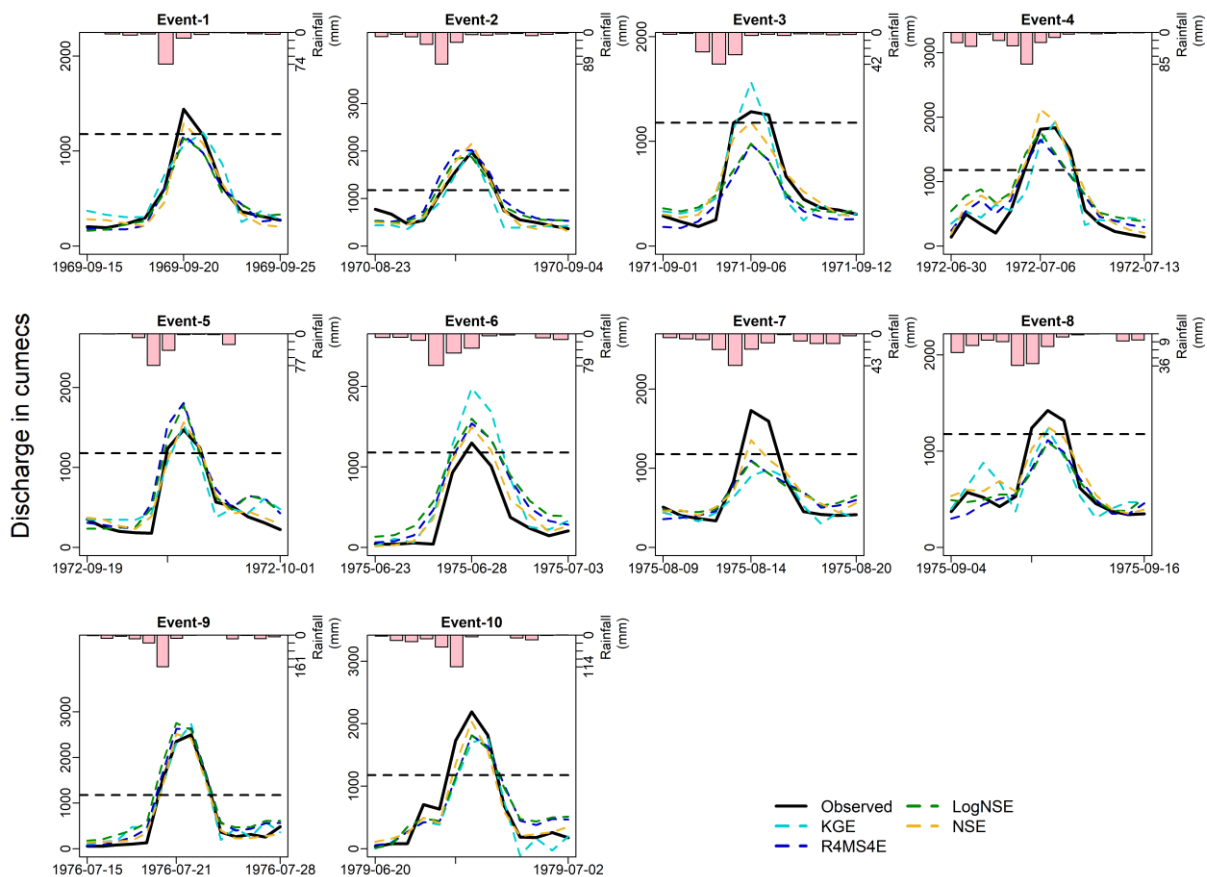 Event-1
Event-2
Event-3
Event-4
0
74
Rainfall
(mm)
0
89
Rainfall
(mm)
0
42
Rainfall
(mm)
0
85
Rainfall
(mm)
0 1000 2000
0 1000 2000 3000
0 1000 2000
0 1000 2000 3000
1969-09-15 1969-09-20 1969-09-25
1970-08-23 1970-09-04
1971-09-01 1971-09-06 1971-09-12
1972-06-30 1972-07-06 1972-07-13
Discharge in cumecs
Event-5
Event-6
Event-7
Event-8
0
77
Rainfall
(mm)
0
79
Rainfall
(mm)
0
43
Rainfall
(mm)
0
9
36
Rainfall
(mm)
0 1000 2000
0 1000 2000
0 1000 2000
0 1000 2000
1972-09-19 1972-10-01
1975-06-23 1975-06-28 1975-07-03
1975-08-09 1975-08-14 1975-08-20
1975-09-04 1975-09-16
Event-9
Event-10
0
161
Rainfall
(mm)
0
114
Rainfall
(mm)
0 1000 2000 3000
0 1000 2000 3000
1976-07-15 1976-07-21 1976-07-28
1979-06-20 1979-07-02
Observed
KGE
R4MS4E
LogNSE
NSE